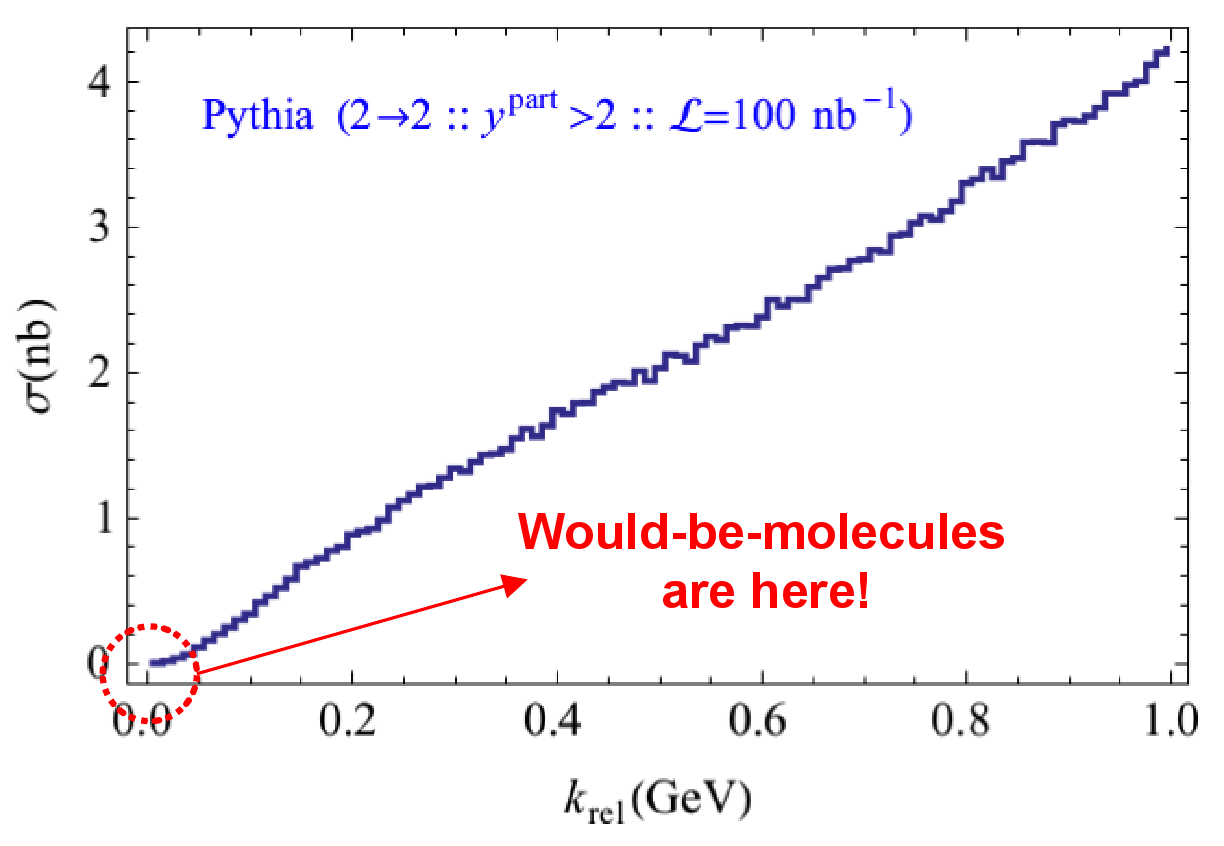 Pythia (2→2 :: y^part >2 :: ℒ=100 nb⁻¹)
4
3
2
1
0
σ(nb)
Would-be-molecules
are here!
0.0 0.2 0.4 0.6 0.8 1.0
k_rel(GeV)